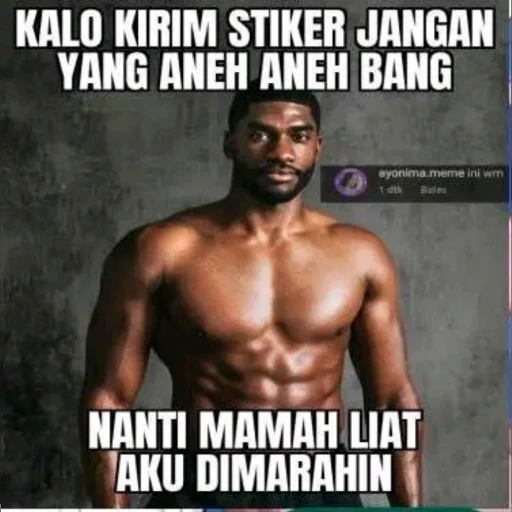 KALO KIRIM STIKER JANGAN
YANG ANEH ANEH BANG
ayonima.meme ini wm
1 dtk Balas
NANTI MAMAH LIAT
AKU DIMARAHIN